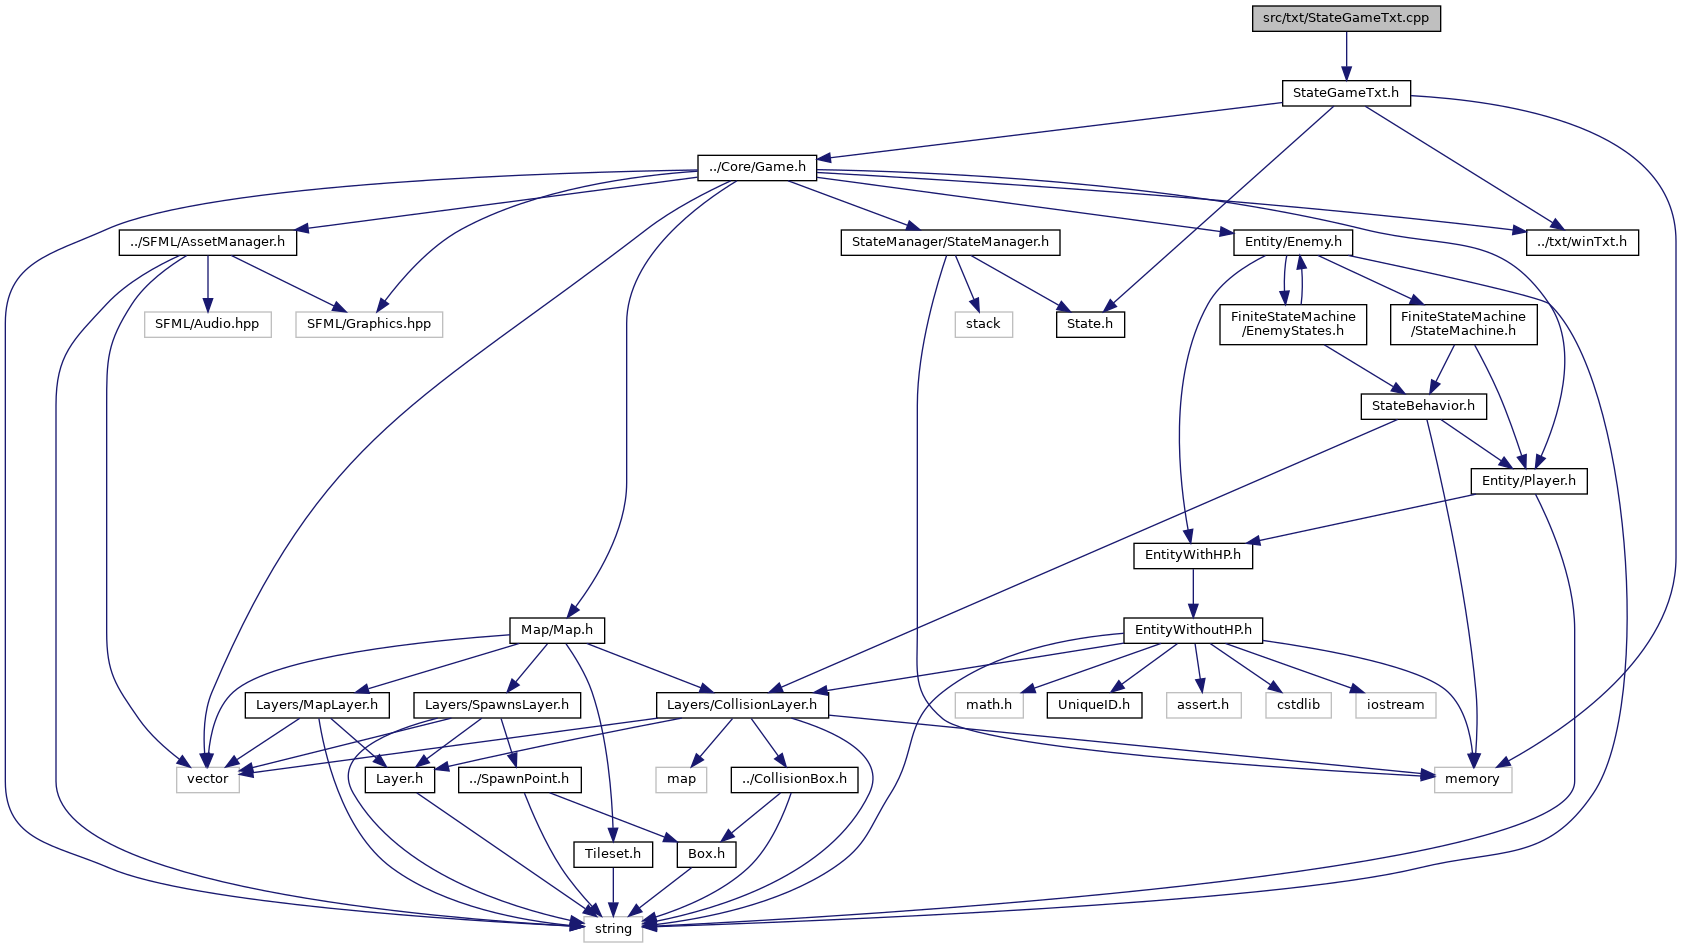 src/txt/StateGameTxt.cpp
StateGameTxt.h
../Core/Game.h
../SFML/AssetManager.h
StateManager/StateManager.h
Entity/Enemy.h
../txt/winTxt.h
SFML/Audio.hpp
SFML/Graphics.hpp
stack
State.h
FiniteStateMachine
/EnemyStates.h
FiniteStateMachine
/StateMachine.h
StateBehavior.h
Entity/Player.h
EntityWithHP.h
Map/Map.h
EntityWithoutHP.h
Layers/MapLayer.h
Layers/SpawnsLayer.h
Layers/CollisionLayer.h
math.h
UniqueID.h
assert.h
cstdlib
iostream
vector
Layer.h
../SpawnPoint.h
map
../CollisionBox.h
memory
Tileset.h
Box.h
string